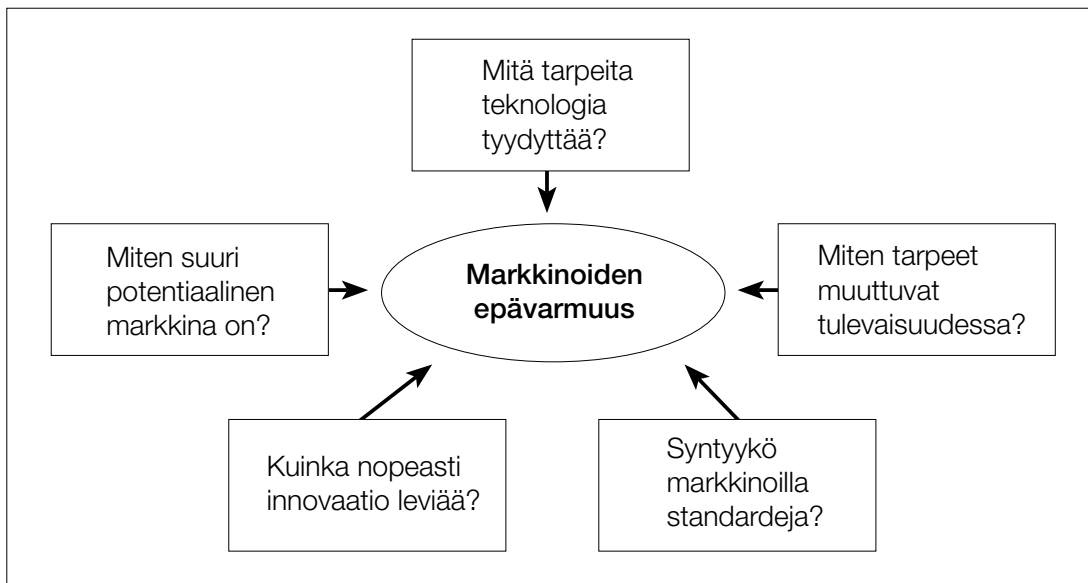 Mitä tarpeita
teknologia
tyydyttää?
Miten suuri
potentiaalinen
markkina on?
Markkinoiden
epävarmuus
Miten tarpeet
muuttuvat
tulevaisuudessa?
Kuinka nopeasti
innovaatio leviää?
Syntyykö
markkinoilla
standardeja?